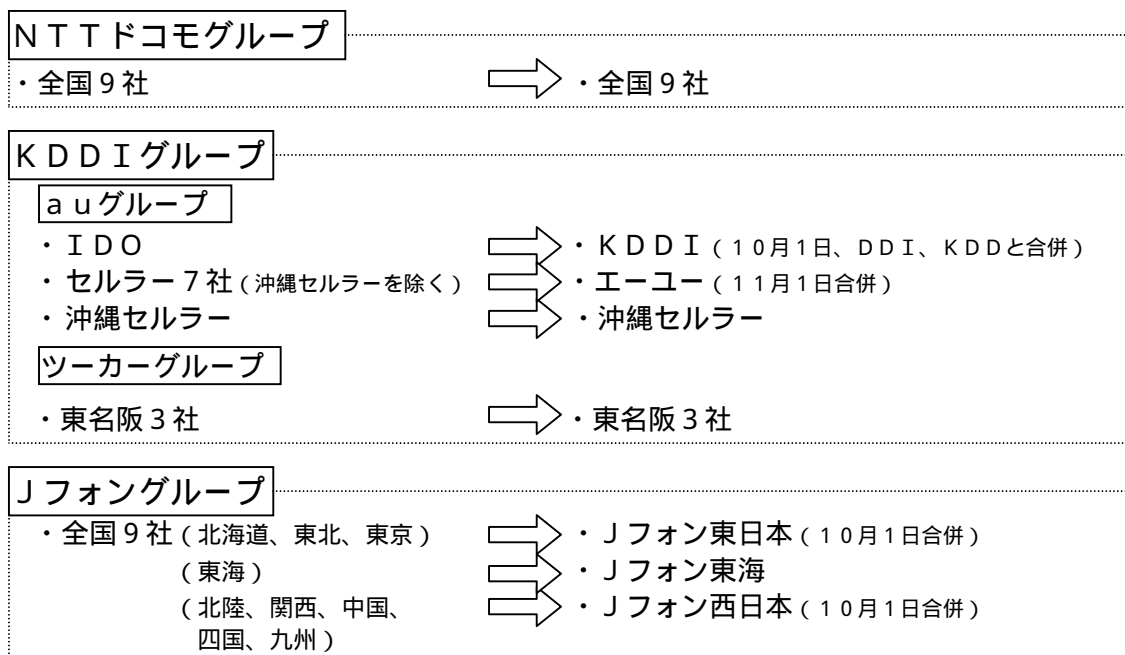 ＮＴＴドコモグループ
・全国９社 ・全国９社
ＫＤＤＩグループ
ａｕグループ
・ＩＤＯ ・ＫＤＤＩ（１０月１日、ＤＤＩ、ＫＤＤと合併）
・セルラー７社（沖縄セルラーを除く） ・エーユー（１１月１日合併）
・沖縄セルラー ・沖縄セルラー
ツーカーグループ
・東名阪３社 ・東名阪３社
Ｊフォングループ
・全国９社（北海道、東北、東京） ・Ｊフォン東日本（１０月１日合併）
（東海） ・Ｊフォン東海
（北陸、関西、中国、 ・Ｊフォン西日本（１０月１日合併）
四国、九州）